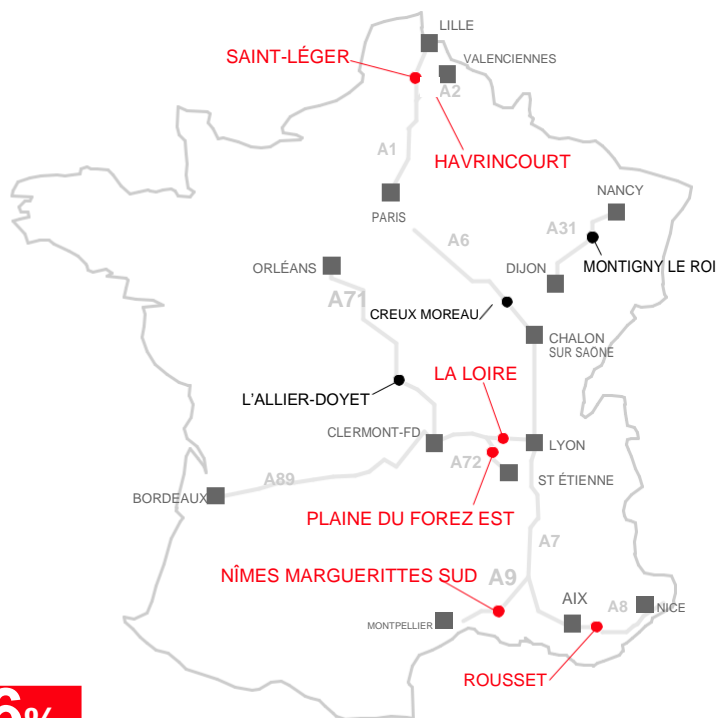 LILLE
SAINT-LÉGER
VALENCIENNES
A2
A1
HAVRINCOURT
NANCY
PARIS
A31
A6
ORLÉANS
DIJON
MONTIGNY LE ROI
A71
CREUX MOREAU
CHALON
SUR SAÔNE
LA LOIRE
L'ALLIER-DOYET
CLERMONT-FD
LYON
A72
A89
ST ÉTIENNE
BORDEAUX
PLAINE DU FOREZ EST
A7
NÎMES MARGUERITTES SUD
A9
AIX
A8
NICE
MONTPELLIER
ROUSSET
6%